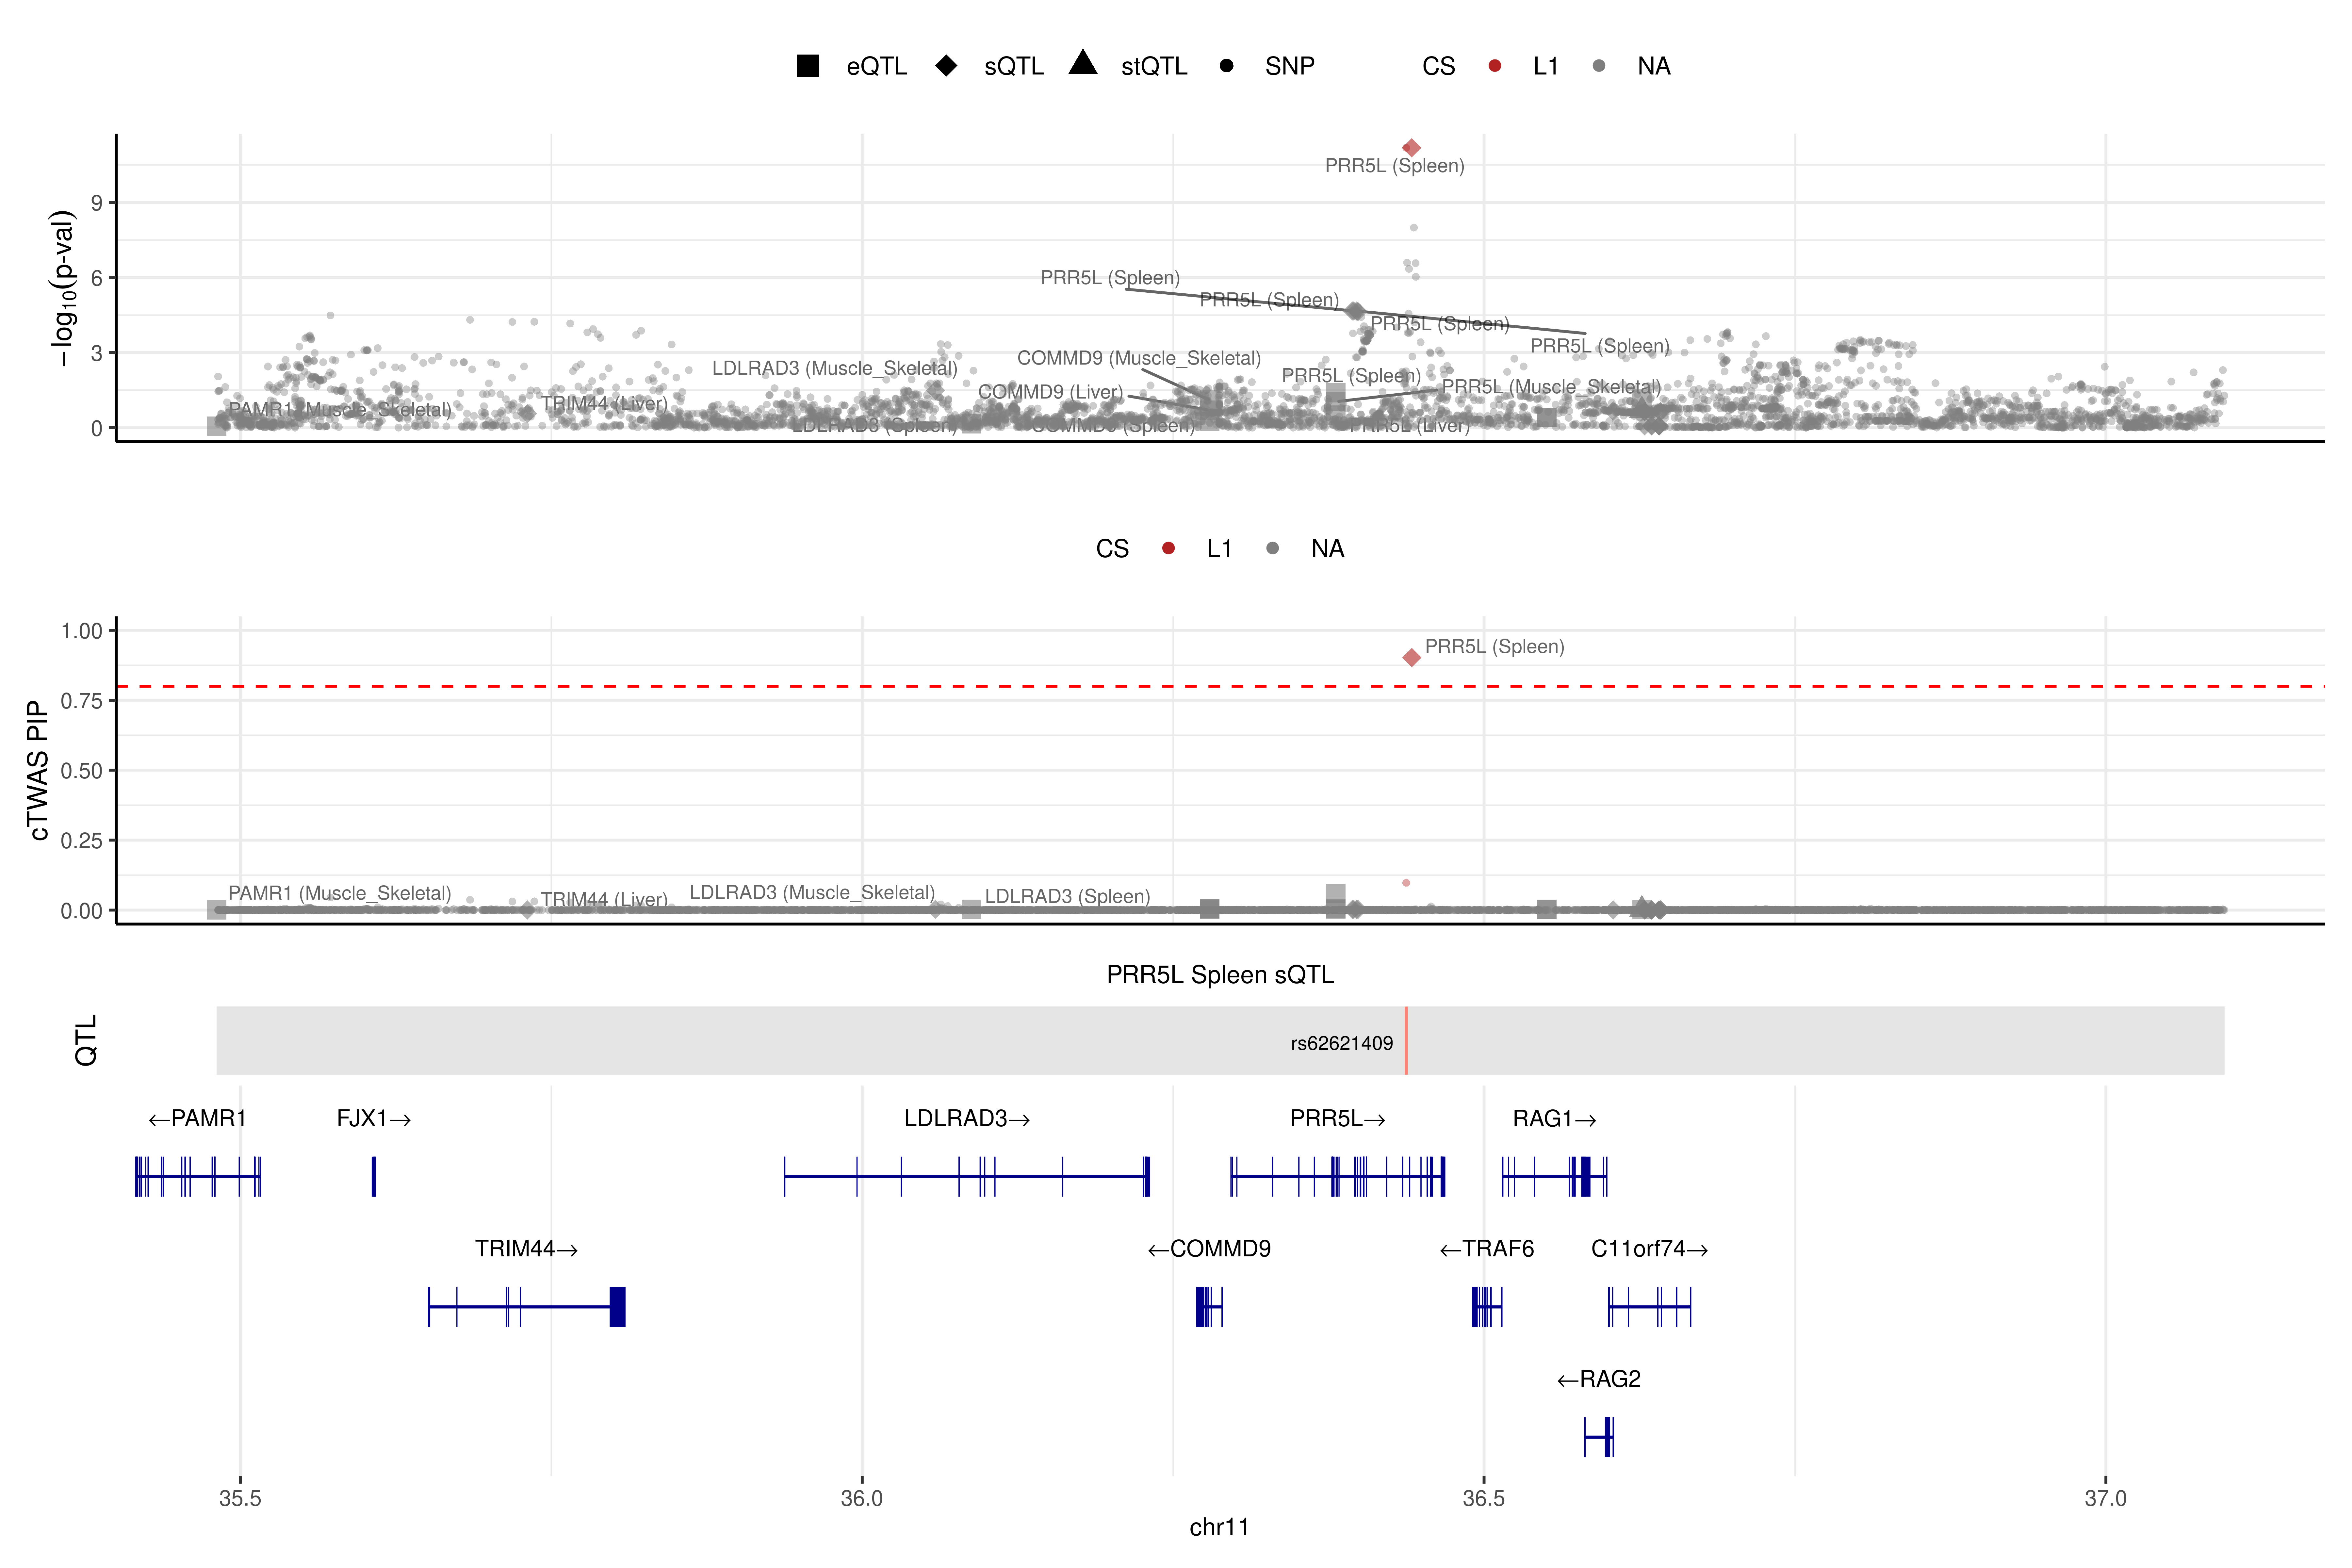 eQTL sQTL stQTL SNP CS L1 NA
−log10(p-val)
9
6
3
0
PRR5L (Spleen)
PRR5L (Spleen)
PRR5L (Spleen)
PRR5L (Spleen)
PRR5L (Spleen)
LDLRAD3 (Muscle_Skeletal)
COMMD9 (Muscle_Skeletal)
PRR5L (Spleen)
COMMD9 (Liver)
PRR5L (Muscle_Skeletal)
PAMR1 (Muscle_Skeletal)
TRIM44 (Liver)
LDLRAD3 (Spleen)
COMMD9 (Spleen)
PRR5L (Liver)
CS L1 NA
cTWAS PIP
1.00
0.75
0.50
0.25
0.00
PRR5L (Spleen)
PAMR1 (Muscle_Skeletal)
TRIM44 (Liver)
LDLRAD3 (Muscle_Skeletal)
LDLRAD3 (Spleen)
PRR5L Spleen sQTL
QTL
rs62621409
←PAMR1 FJX1→ LDLRAD3→ PRR5L→ RAG1→
TRIM44→ ←COMMD9 ←TRAF6 C11orf74→
←RAG2
35.5 36.0 36.5 37.0
chr11